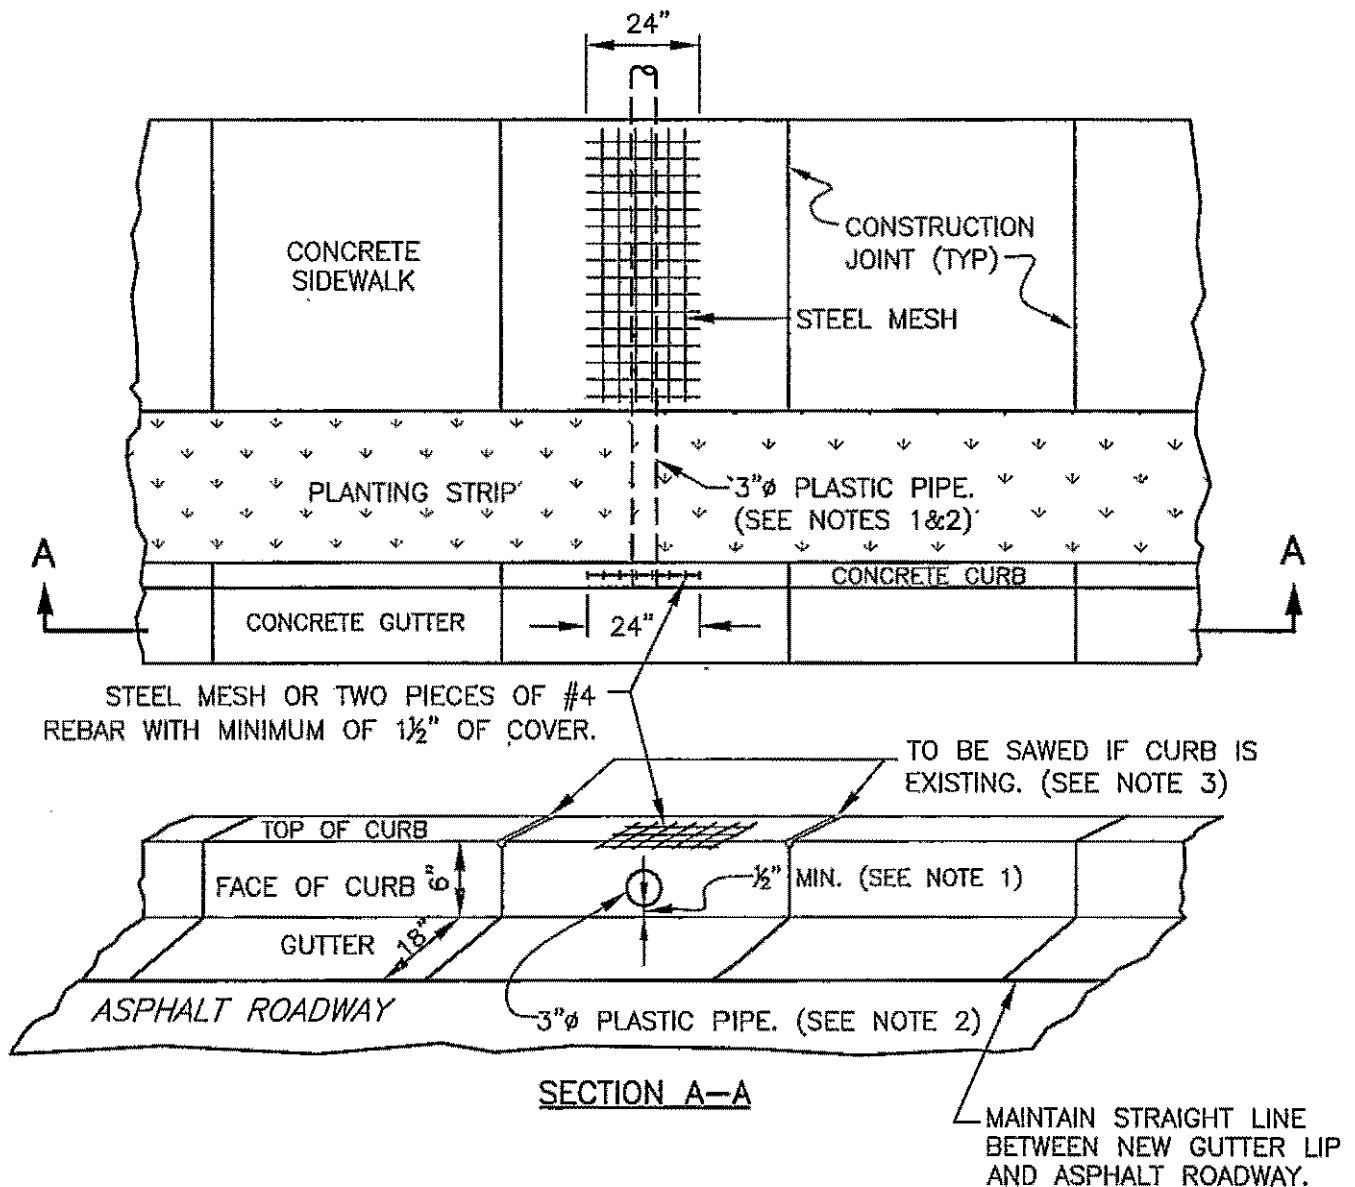 24"
CONCRETE
SIDEWALK
CONSTRUCTION
JOINT (TYP)
STEEL MESH
PLANTING STRIP
3"ø PLASTIC PIPE.
(SEE NOTES 1&2)
A
A
CONCRETE CURB
CONCRETE GUTTER
24"
STEEL MESH OR TWO PIECES OF #4
REBAR WITH MINIMUM OF 1½" OF COVER.
TO BE SAWED IF CURB IS
EXISTING. (SEE NOTE 3)
TOP OF CURB
FACE OF CURB
6"
½" MIN. (SEE NOTE 1)
GUTTER
18"
ASPHALT ROADWAY
3"ø PLASTIC PIPE. (SEE NOTE 2)
SECTION A-A
MAINTAIN STRAIGHT LINE
BETWEEN NEW GUTTER LIP
AND ASPHALT ROADWAY.